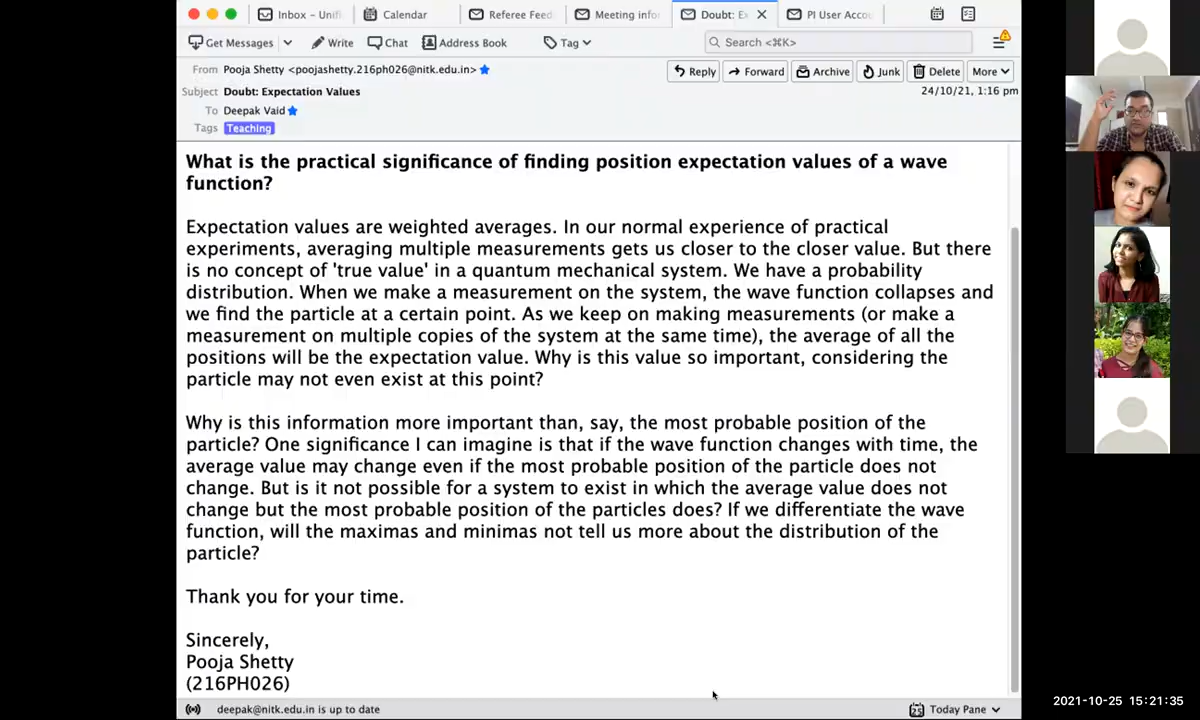 Inbox – Unifi
Calendar
Referee Feed
Meeting info
Doubt: Ex
PI User Accou
Get Messages
Write
Chat
Address Book
Tag
Search <⌘K>
From Pooja Shetty <poojashetty.216ph026@nitk.edu.in>
Reply
Forward
Archive
Junk
Delete
More
Subject Doubt: Expectation Values
24/10/21, 1:16 pm
To Deepak Vaid
Tags Teaching
What is the practical significance of finding position expectation values of a wave
function?
Expectation values are weighted averages. In our normal experience of practical
experiments, averaging multiple measurements gets us closer to the closer value. But there
is no concept of 'true value' in a quantum mechanical system. We have a probability
distribution. When we make a measurement on the system, the wave function collapses and
we find the particle at a certain point. As we keep on making measurements (or make a
measurement on multiple copies of the system at the same time), the average of all the
positions will be the expectation value. Why is this value so important, considering the
particle may not even exist at this point?
Why is this information more important than, say, the most probable position of the
particle? One significance I can imagine is that if the wave function changes with time, the
average value may change even if the most probable position of the particle does not
change. But is it not possible for a system to exist in which the average value does not
change but the most probable position of the particles does? If we differentiate the wave
function, will the maximas and minimas not tell us more about the distribution of the
particle?
Thank you for your time.
Sincerely,
Pooja Shetty
(216PH026)
deepak@nitk.edu.in is up to date
25 Today Pane
2021-10-25 15:21:35